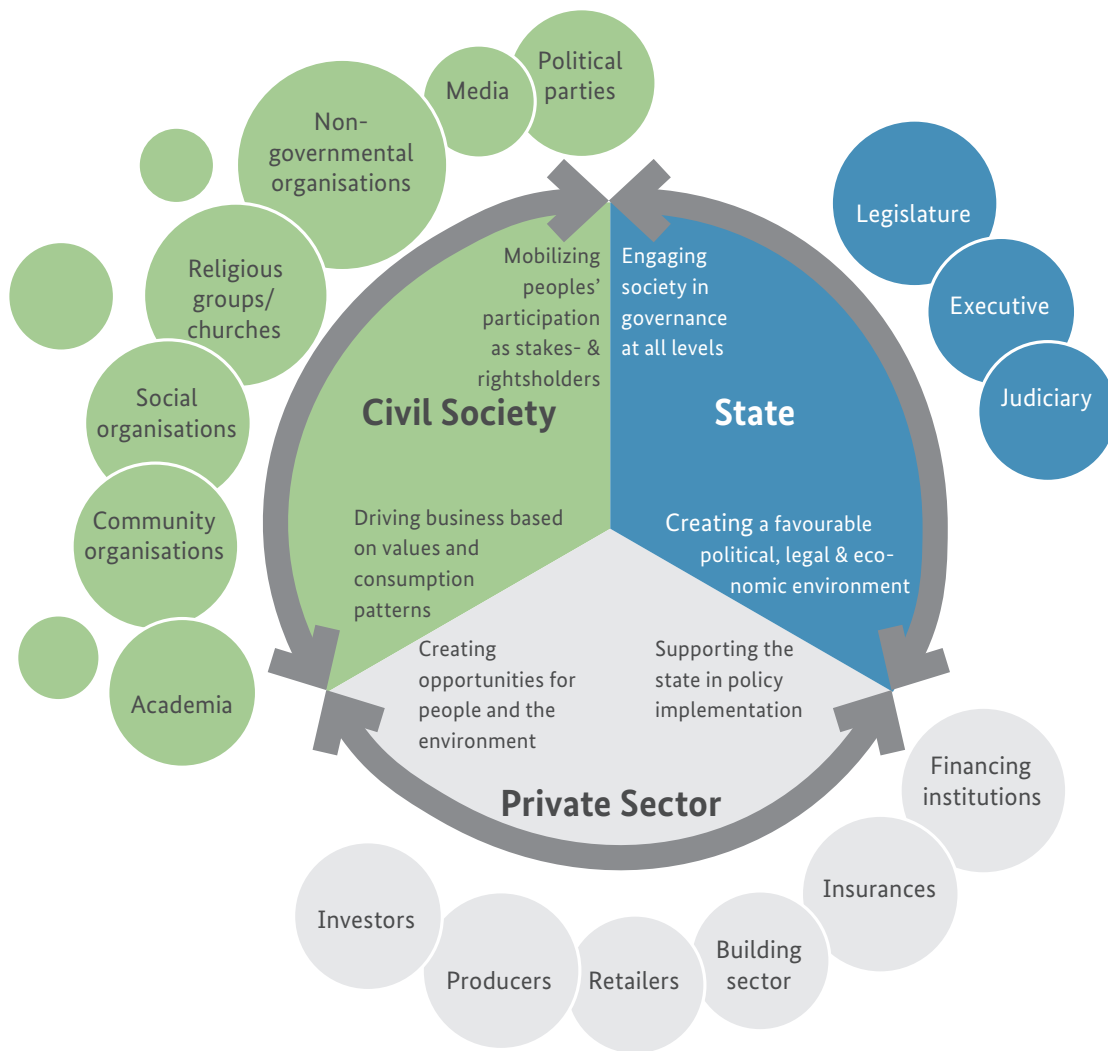 Political
parties
Media
Non-
governmental
organisations
Religious
groups/
churches
Social
organisations
Community
organisations
Academia
Legislature
Executive
Judiciary
Mobilizing
peoples’
participation
as stakes- &
rightsholders
Civil Society
Driving business based
on values and
consumption
patterns
Engaging
society in
governance
at all levels
State
Creating a favourable
political, legal & eco-
nomic environment
Creating
opportunities for
people and the
environment
Supporting the
state in policy
implementation
Private Sector
Financing
institutions
Insurances
Building
sector
Retailers
Producers
Investors